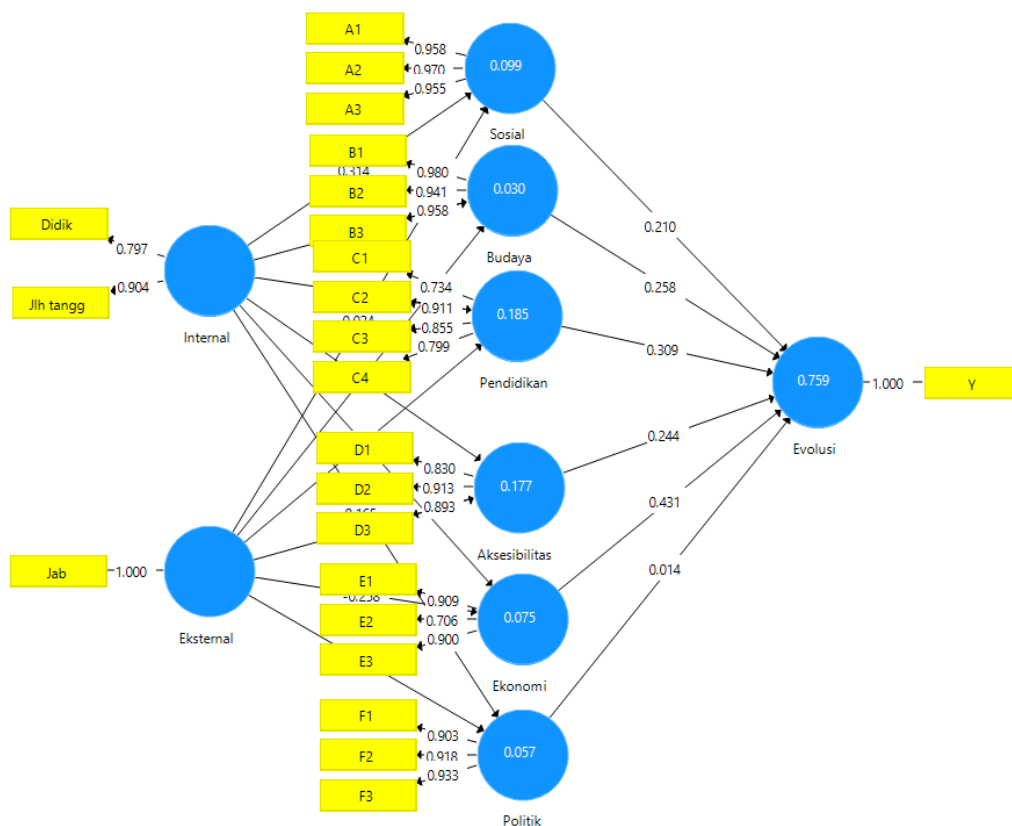 A1
0.958
0.099
A2
0.970
A3
0.955
Sosial
B1
0.314
0.980
B2
0.941
0.030
B3
0.958
Budaya
0.210
Didik
0.797
Jlh tangg
0.904
Internal
C1
0.734
C2
0.911
0.185
C3
0.855
C4
0.799
Pendidikan
0.258
0.309
0.759
1.000
Y
Evolusi
D1
0.830
D2
0.913
0.177
D3
0.893
Aksesibilitas
0.244
0.431
0.014
Jab
1.000
Eksternal
E1
-0.258
0.909
E2
0.706
0.075
E3
0.900
Ekonomi
F1
0.903
F2
0.918
0.057
F3
0.933
Politik